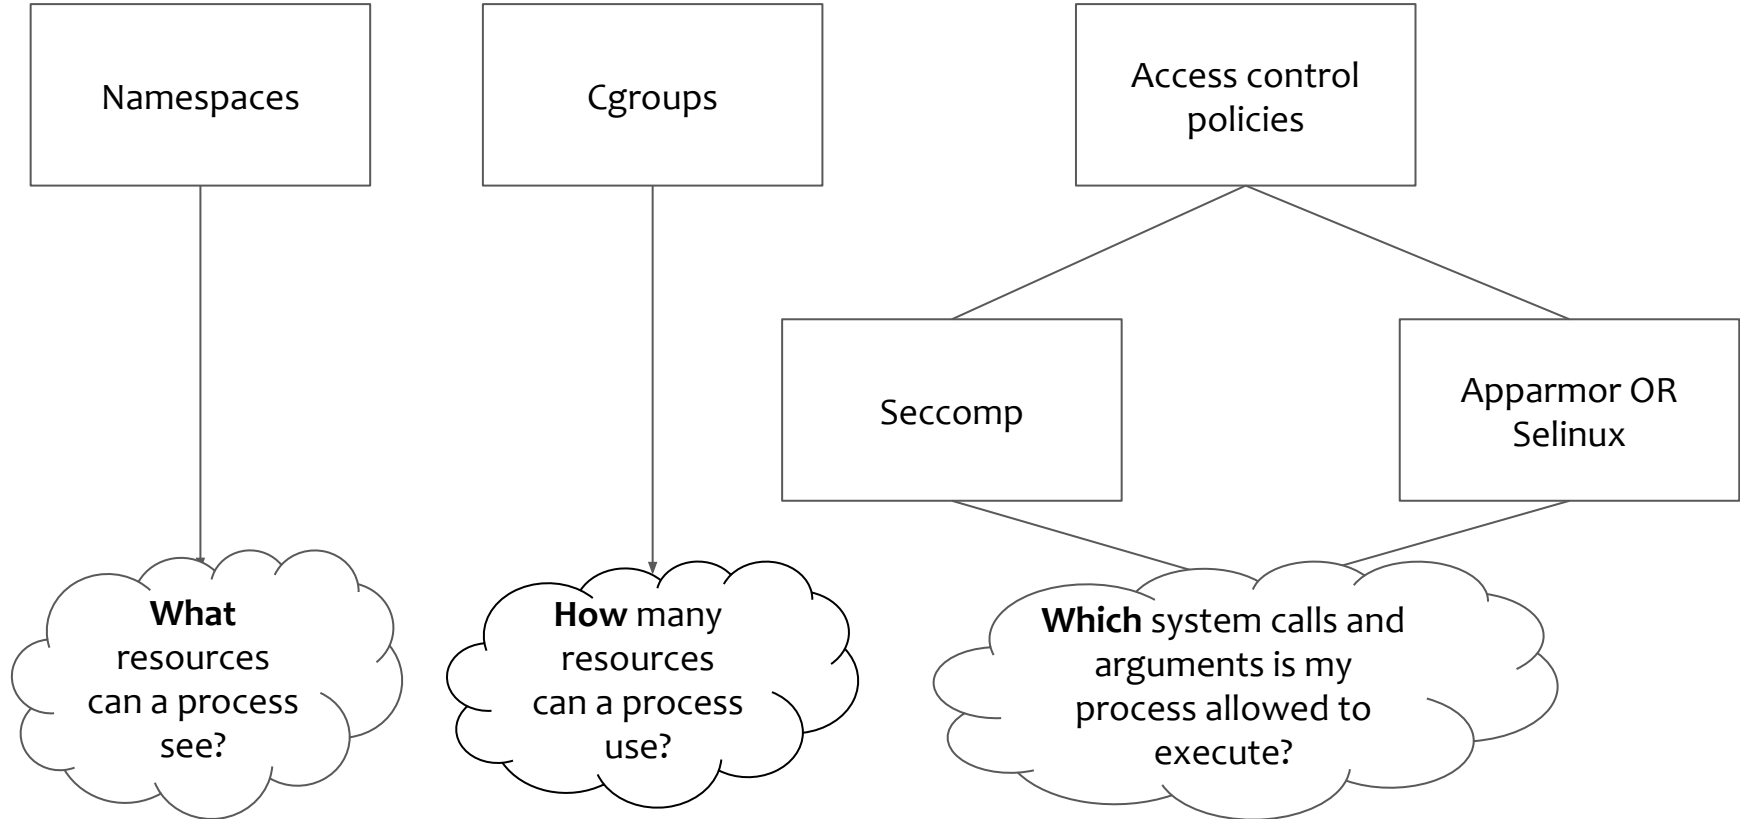 Namespaces
Cgroups
Access control
policies
Seccomp
Apparmor OR
Selinux
What
resources
can a process
see?
How many
resources
can a process
use?
Which system calls and
arguments is my
process allowed to
execute?